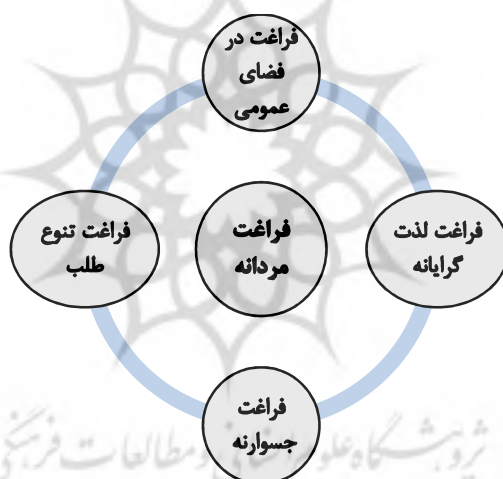 فراغت در
فضای
عمومی
فراغت لذت
گرایانه
فراغت
مردانه
فراغت تنوع
طلب
فراغت
جسوارنه